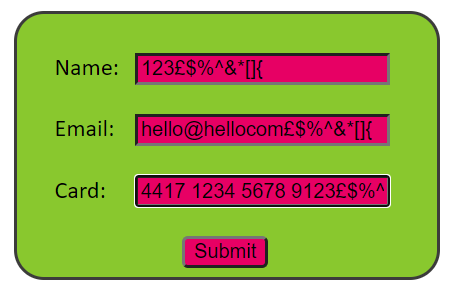 Name: 123£$%^&*[]{
Email: hello@hellocom£$%^&*[]{
Card: 4417 1234 5678 9123£$%^
Submit